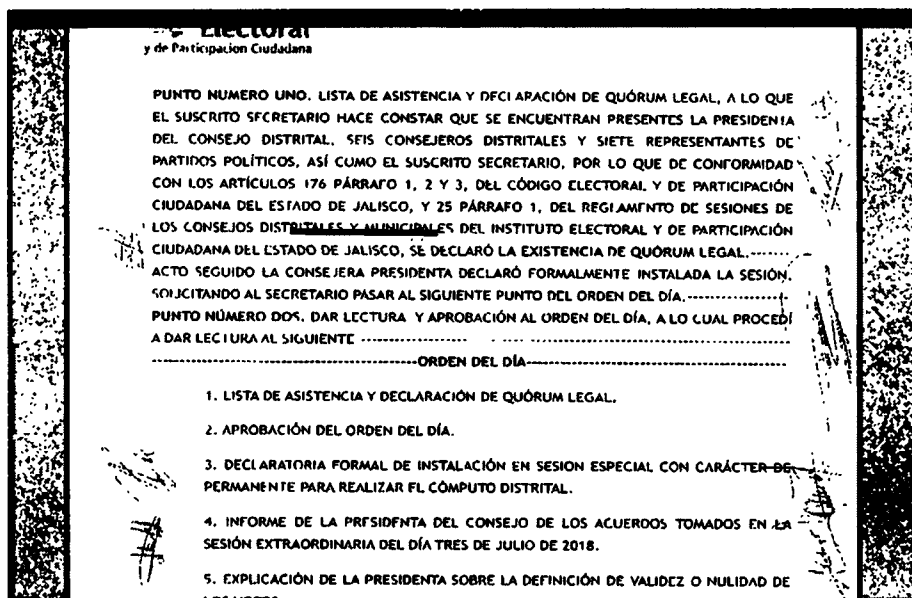 Electoral
y de Participacion Ciudadana
PUNTO NUMERO UNO. LISTA DE ASISTENCIA Y DECLARACIÓN DE QUÓRUM LEGAL, A LO QUE
EL SUSCRITO SECRETARIO HACE CONSTAR QUE SE ENCUENTRAN PRESENTES LA PRESIDENTA
DEL CONSEJO DISTRITAL, SEIS CONSEJEROS DISTRITALES Y SIETE REPRESENTANTES DE
PARTIDOS POLÍTICOS, ASÍ COMO EL SUSCRITO SECRETARIO, POR LO QUE DE CONFORMIDAD
CON LOS ARTÍCULOS 176 PÁRRAFO 1, 2 Y 3, DEL CÓDIGO ELECTORAL Y DE PARTICIPACIÓN
CIUDADANA DEL ESTADO DE JALISCO, Y 25 PÁRRAFO 1, DEL REGLAMENTO DE SESIONES DE
LOS CONSEJOS DISTRITALES Y MUNICIPALES DEL INSTITUTO ELECTORAL Y DE PARTICIPACIÓN
CIUDADANA DEL ESTADO DE JALISCO, SE DECLARÓ LA EXISTENCIA DE QUÓRUM LEGAL.-------
ACTO SEGUIDO LA CONSEJERA PRESIDENTA DECLARÓ FORMALMENTE INSTALADA LA SESIÓN,
SOLICITANDO AL SECRETARIO PASAR AL SIGUIENTE PUNTO DEL ORDEN DEL DÍA.-----------------
PUNTO NÚMERO DOS. DAR LECTURA Y APROBACIÓN AL ORDEN DEL DÍA, A LO CUAL PROCEDÍ
A DAR LECTURA AL SIGUIENTE ----------------------------------------
---------------------------------------------ORDEN DEL DÍA---------------------------------------------
1. LISTA DE ASISTENCIA Y DECLARACIÓN DE QUÓRUM LEGAL.
2. APROBACIÓN DEL ORDEN DEL DÍA.
3. DECLARATORIA FORMAL DE INSTALACIÓN EN SESION ESPECIAL CON CARÁCTER DE
PERMANENTE PARA REALIZAR EL CÓMPUTO DISTRITAL.
4. INFORME DE LA PRESIDENTA DEL CONSEJO DE LOS ACUERDOS TOMADOS EN LA
SESIÓN EXTRAORDINARIA DEL DÍA TRES DE JULIO DE 2018.
5. EXPLICACIÓN DE LA PRESIDENTA SOBRE LA DEFINICIÓN DE VALIDEZ O NULIDAD DE